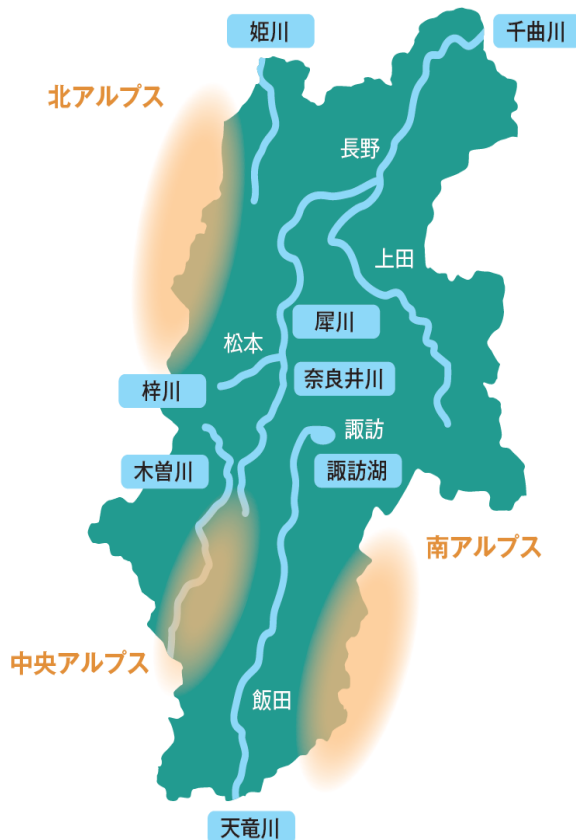 姫川
千曲川
北アルプス
長野
上田
犀川
松本
奈良井川
梓川
諏訪
木曽川
諏訪湖
南アルプス
中央アルプス
飯田
天竜川